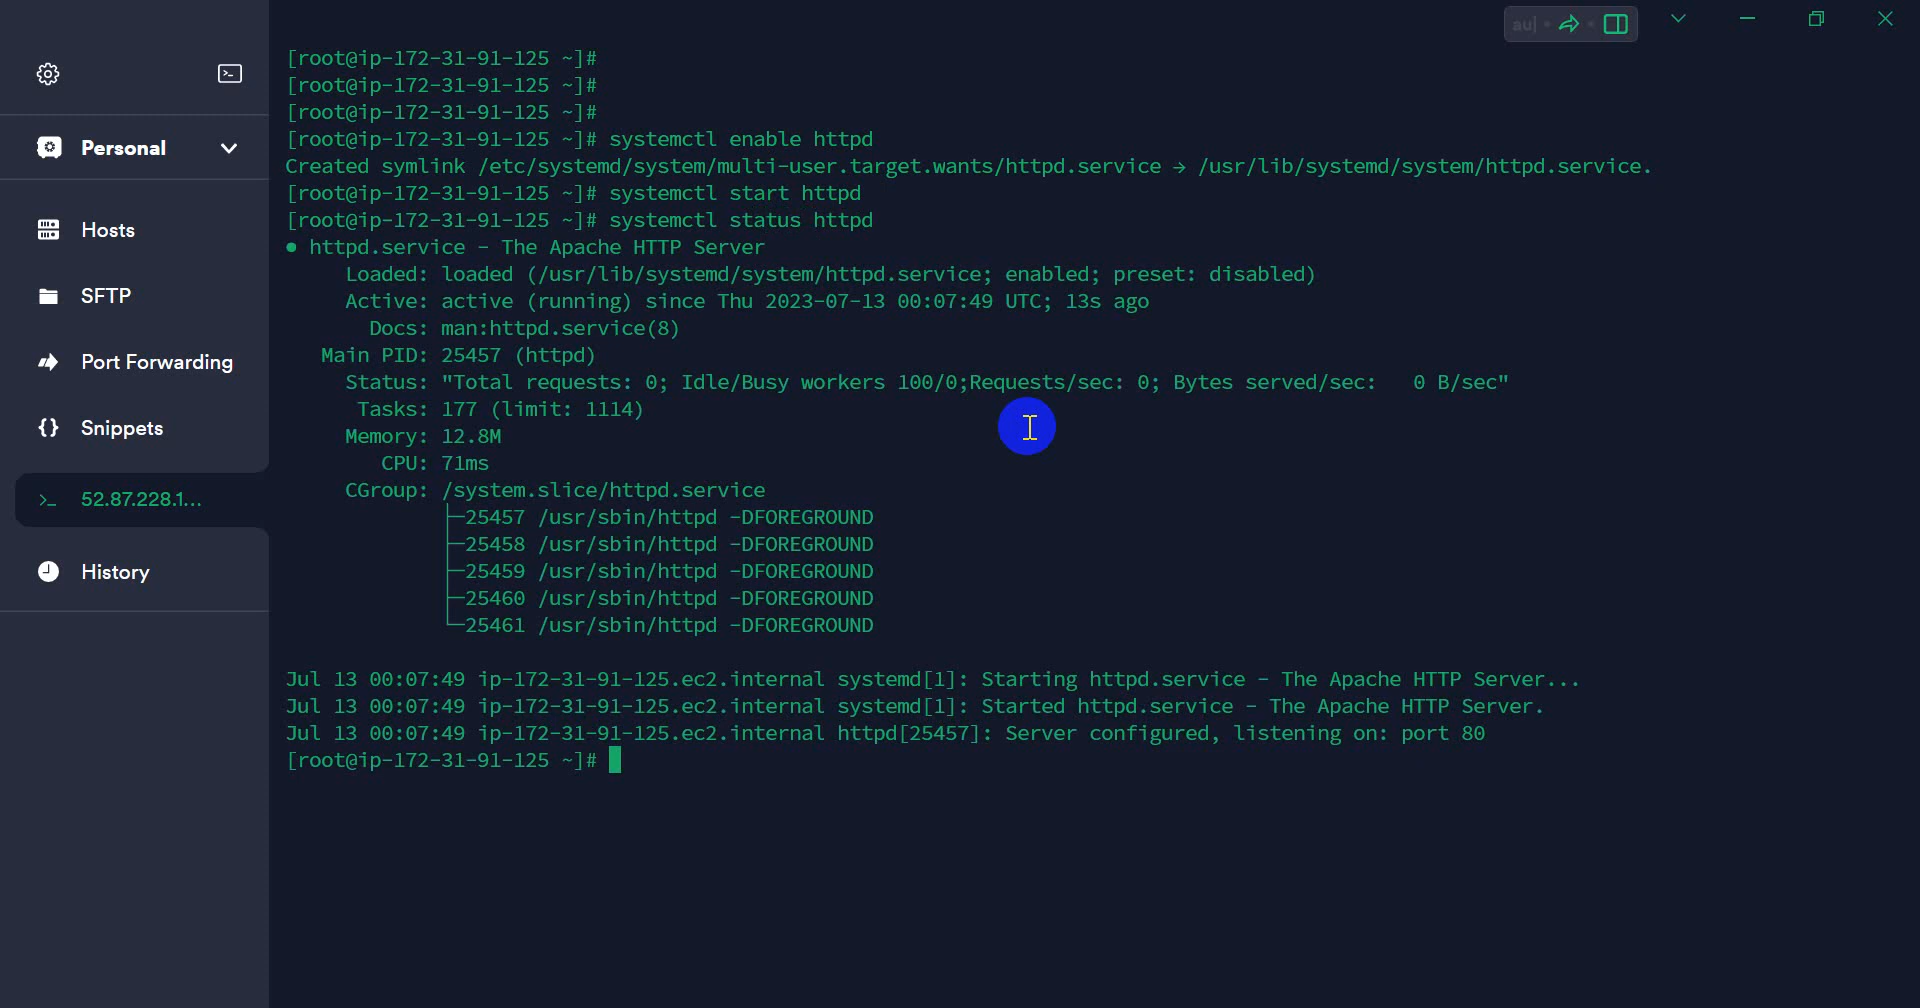 au
Personal
Hosts
SFTP
Port Forwarding
Snippets
>_ 52.87.228.1...
History
[root@ip-172-31-91-125 ~]#
[root@ip-172-31-91-125 ~]#
[root@ip-172-31-91-125 ~]#
[root@ip-172-31-91-125 ~]# systemctl enable httpd
Created symlink /etc/systemd/system/multi-user.target.wants/httpd.service → /usr/lib/systemd/system/httpd.service.
[root@ip-172-31-91-125 ~]# systemctl start httpd
[root@ip-172-31-91-125 ~]# systemctl status httpd
● httpd.service - The Apache HTTP Server
     Loaded: loaded (/usr/lib/systemd/system/httpd.service; enabled; preset: disabled)
     Active: active (running) since Thu 2023-07-13 00:07:49 UTC; 13s ago
       Docs: man:httpd.service(8)
   Main PID: 25457 (httpd)
     Status: "Total requests: 0; Idle/Busy workers 100/0;Requests/sec: 0; Bytes served/sec:   0 B/sec"
      Tasks: 177 (limit: 1114)
     Memory: 12.8M
        CPU: 71ms
     CGroup: /system.slice/httpd.service
             ├─25457 /usr/sbin/httpd -DFOREGROUND
             ├─25458 /usr/sbin/httpd -DFOREGROUND
             ├─25459 /usr/sbin/httpd -DFOREGROUND
             ├─25460 /usr/sbin/httpd -DFOREGROUND
             └─25461 /usr/sbin/httpd -DFOREGROUND
Jul 13 00:07:49 ip-172-31-91-125.ec2.internal systemd[1]: Starting httpd.service - The Apache HTTP Server...
Jul 13 00:07:49 ip-172-31-91-125.ec2.internal systemd[1]: Started httpd.service - The Apache HTTP Server.
Jul 13 00:07:49 ip-172-31-91-125.ec2.internal httpd[25457]: Server configured, listening on: port 80
[root@ip-172-31-91-125 ~]#